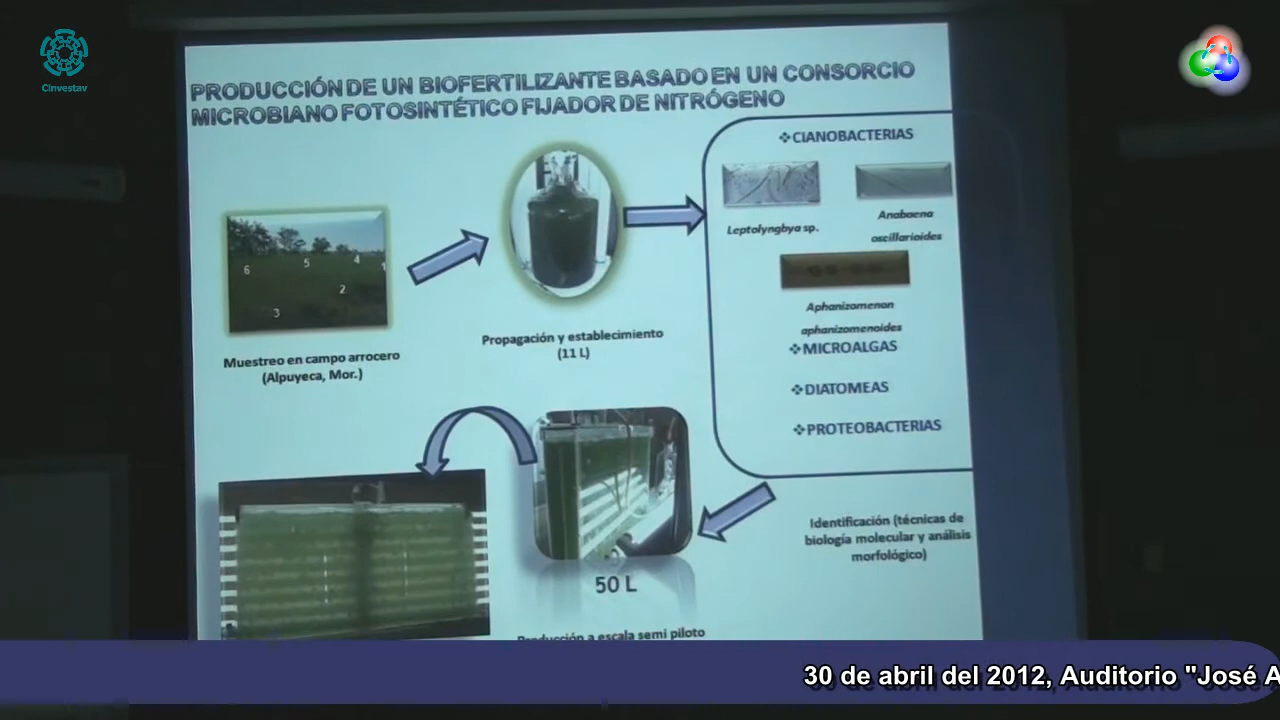 Cinvestav
PRODUCCIÓN DE UN BIOFERTILIZANTE BASADO EN UN CONSORCIO
MICROBIANO FOTOSINTÉTICO FIJADOR DE NITRÓGENO
❖CIANOBACTERIAS
Leptolyngbya sp.
Anabaena
oscillarioides
Aphanizomenon
aphanizomenoides
❖MICROALGAS
❖DIATOMEAS
❖PROTEOBACTERIAS
6
5
4
1
2
3
Muestreo en campo arrocero
(Alpuyeca, Mor.)
Propagación y establecimiento
(11 L)
Identificación (técnicas de
biología molecular y análisis
morfológico)
50 L
Producción a escala semi piloto
30 de abril del 2012, Auditorio "José A